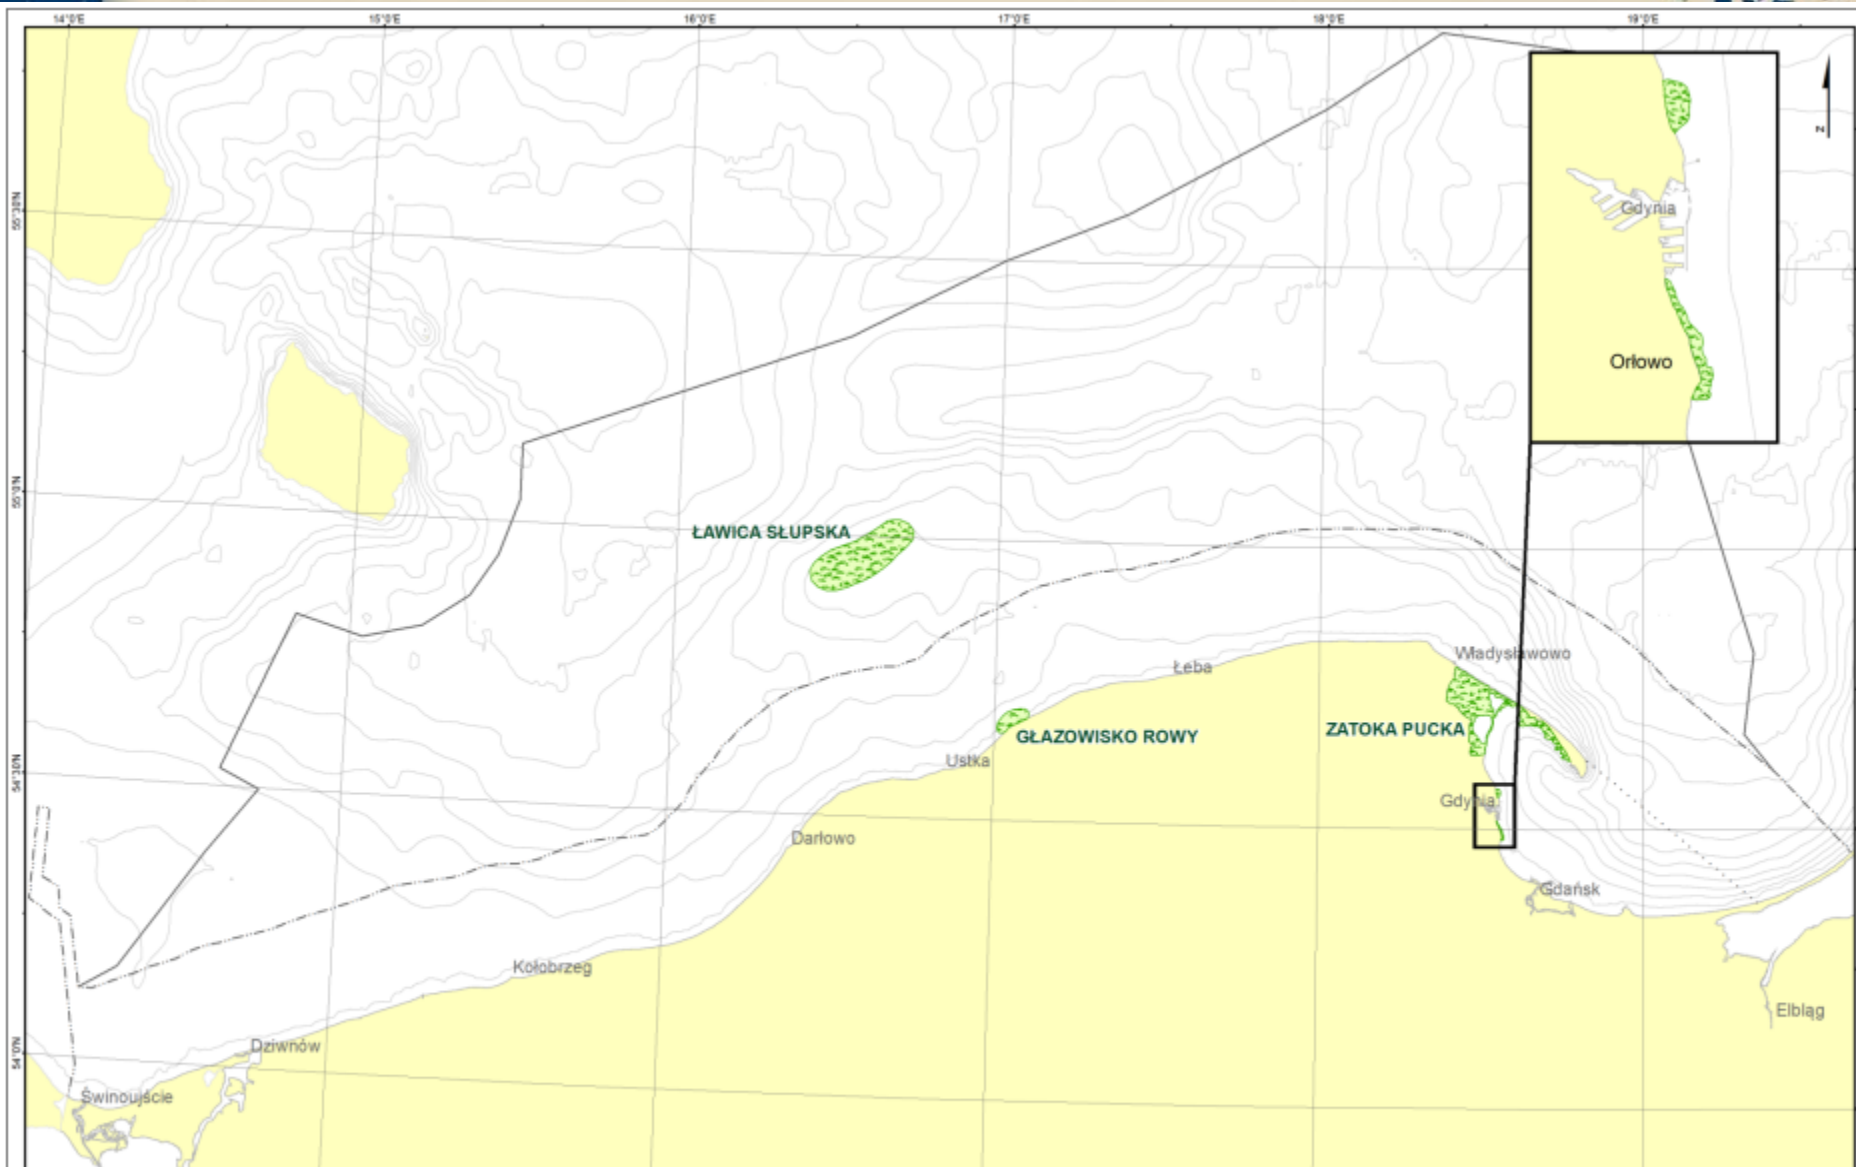 14°0'E 15°0'E 16°0'E 17°0'E 18°0'E 19°0'E
55°30'N
55°0'N
54°30'N
54°0'N
N
Gdynia
Orłowo
ŁAWICA SŁUPSKA
Władysławowo
Łeba
GŁAZOWISKO ROWY
ZATOKA PUCKA
Ustka
Gdynia
Darłowo
Gdańsk
Kołobrzeg
Elbląg
Dziwnów
Świnoujście